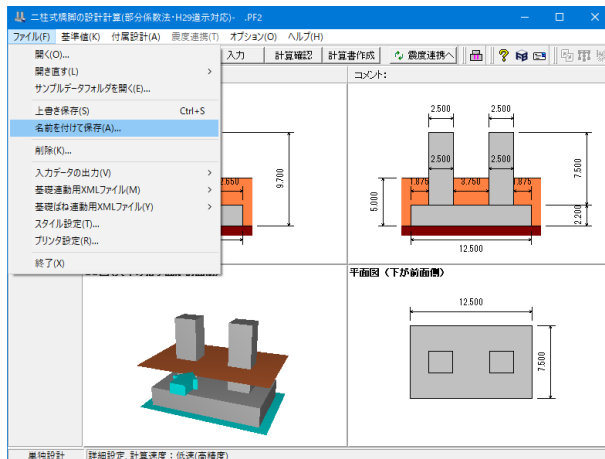 二柱式橋脚の設計計算(部分係数法・H29道示対応)- .PF2
ファイル(F) 基準値(K) 付属設計(A) 震度連携(T) オプション(O) ヘルプ(H)
入力 計算確認 計算書作成 震度連携へ
開く(O)...
開き直す(L)
サンプルデータフォルダを開く(E)...
上書き保存(S) Ctrl+S
名前を付けて保存(A)...
削除(K)...
入力データの出力(V)
基礎連動用XMLファイル(M)
基礎ばね連動用XMLファイル(Y)
スタイル設定(T)...
プリンタ設定(R)...
終了(X)
コメント:
2.650
9.700
2.500 2.500
2.500 2.500
1.875 3.750 1.875
7.500
5.000
2.200
12.500
平面図 (下が前面側)
12.500
7.500
単独設計 詳細設定, 計算速度:低速(高精度)